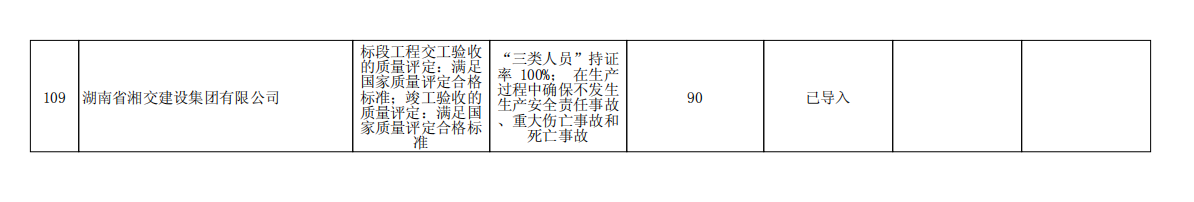 109
湖南省湘交建设集团有限公司
标段工程交工验收
的质量评定：满足
国家质量评定合格
标准；竣工验收的
质量评定：满足国
家质量评定合格标
准
“三类人员”持证
率 100%； 在生产
过程中确保不发生
生产安全责任事故
、重大伤亡事故和
死亡事故
90
已导入